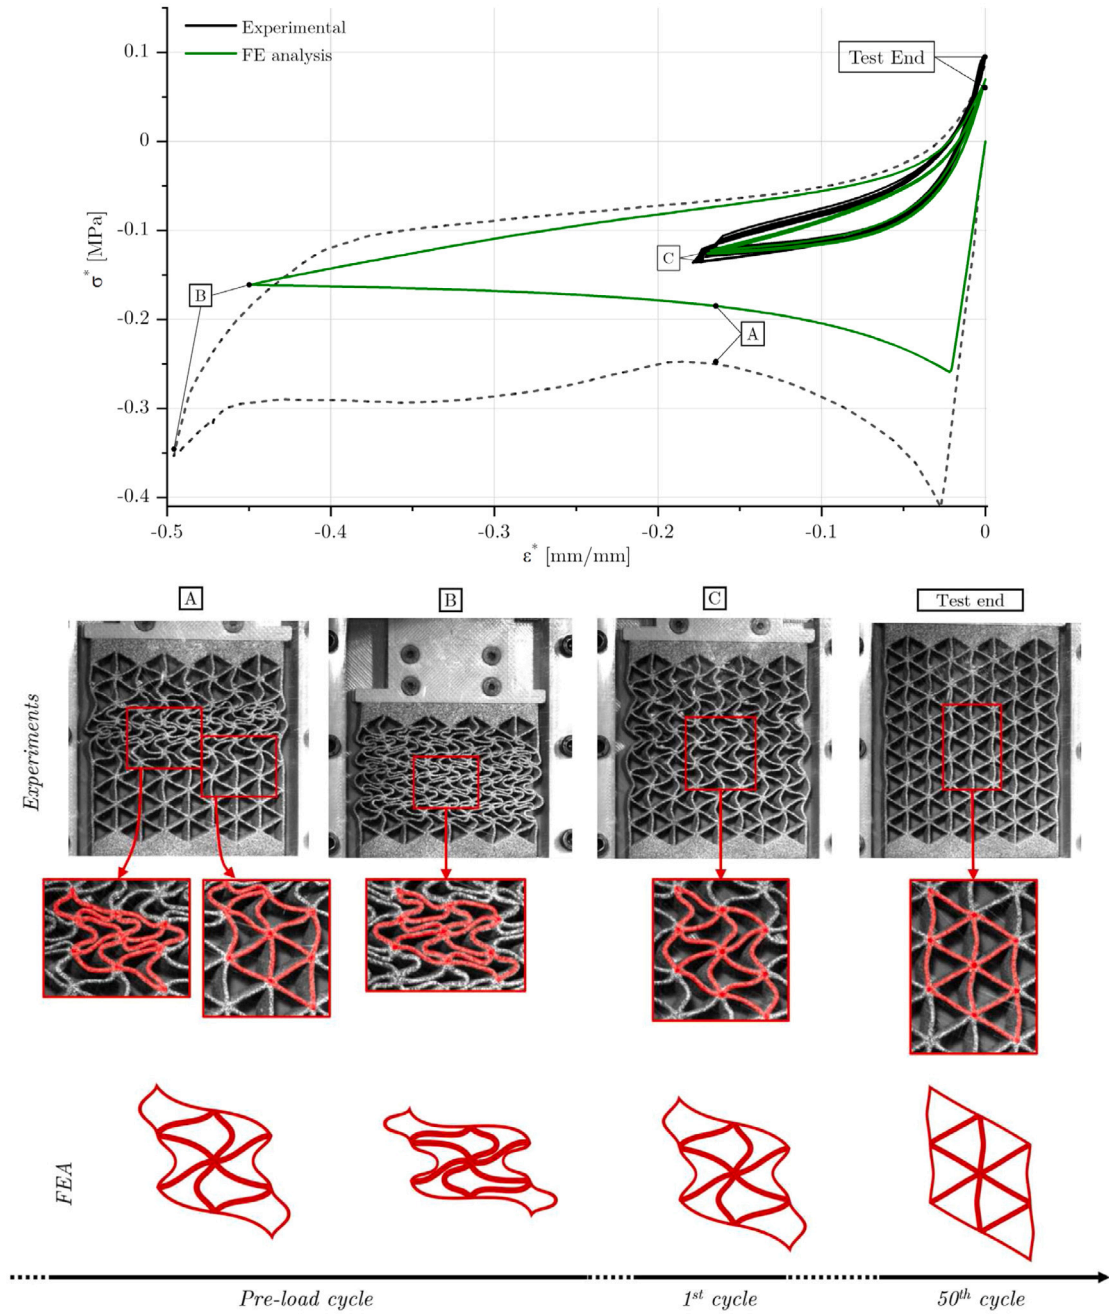 Experimental
FE analysis
Test End
0.1
0
-0.1
-0.2
-0.3
-0.4
σ* [MPa]
C
B
A
-0.5
-0.4
-0.3
-0.2
-0.1
0
ε* [mm/mm]
A
B
C
Test end
Experiments
FEA
Pre-load cycle
1st cycle
50th cycle